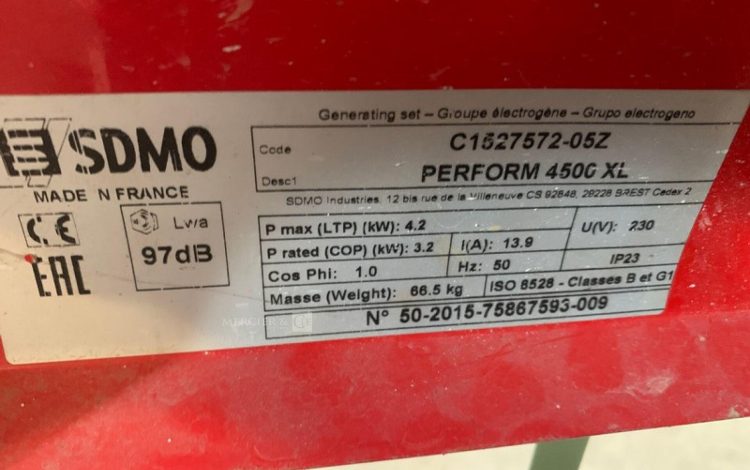 Generating set – Groupe électrogène – Grupo electrogeno
SDMO
MADE IN FRANCE
Code C1527572-05Z
Desc1 PERFORM 4500 XL
SDMO Industries, 12 bis rue de la Villeneuve CS 92848, 29228 BREST Cedex 2
CE
Lwa
97dB
EAC
P max (LTP) (kW): 4.2
U(V): 230
P rated (COP) (kW): 3.2
I(A): 13.9
Cos Phi: 1.0
Hz: 50
IP23
Masse (Weight): 66.5 kg
ISO 8528 - Classes B et G1
N° 50-2015-75867593-009
MERCIER &